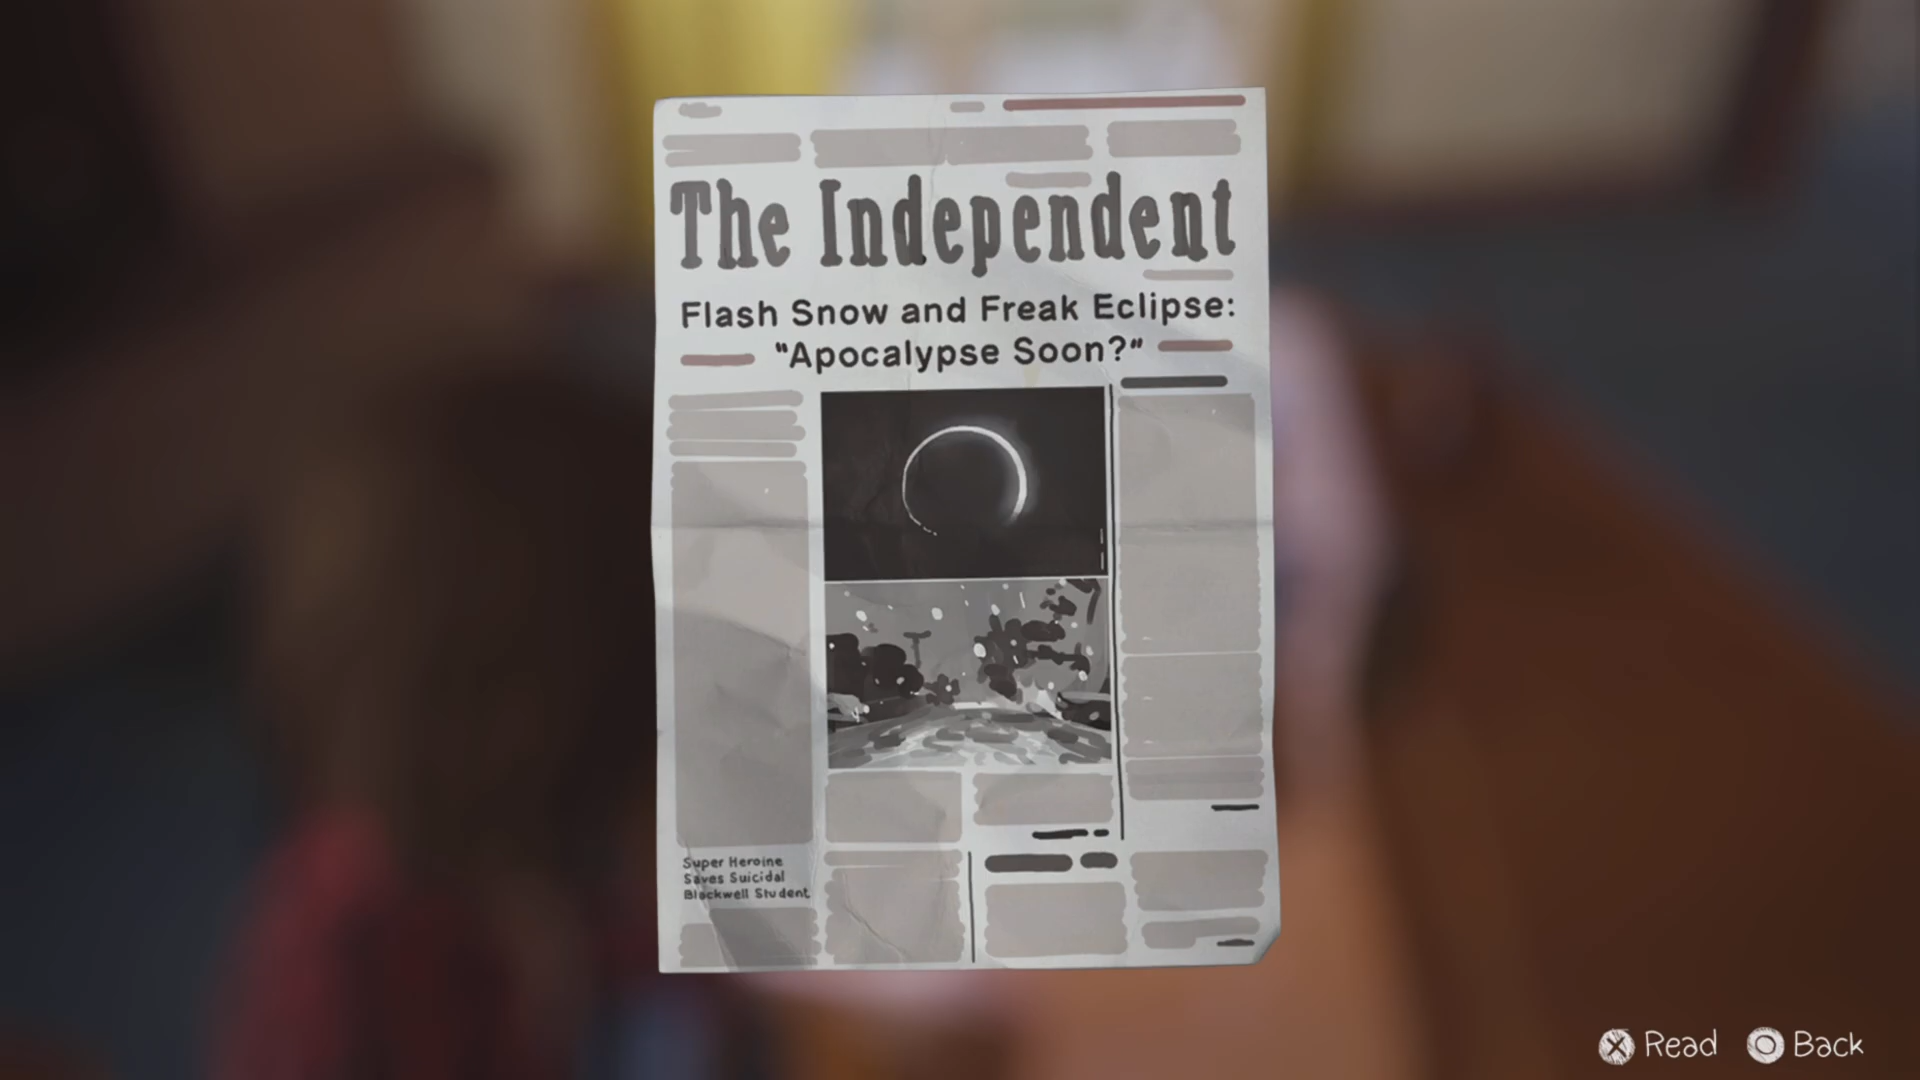 The Independent
Flash Snow and Freak Eclipse:
"Apocalypse Soon?"
Super Heroine
Saves Suicidal
Blackwell Student
Read Back